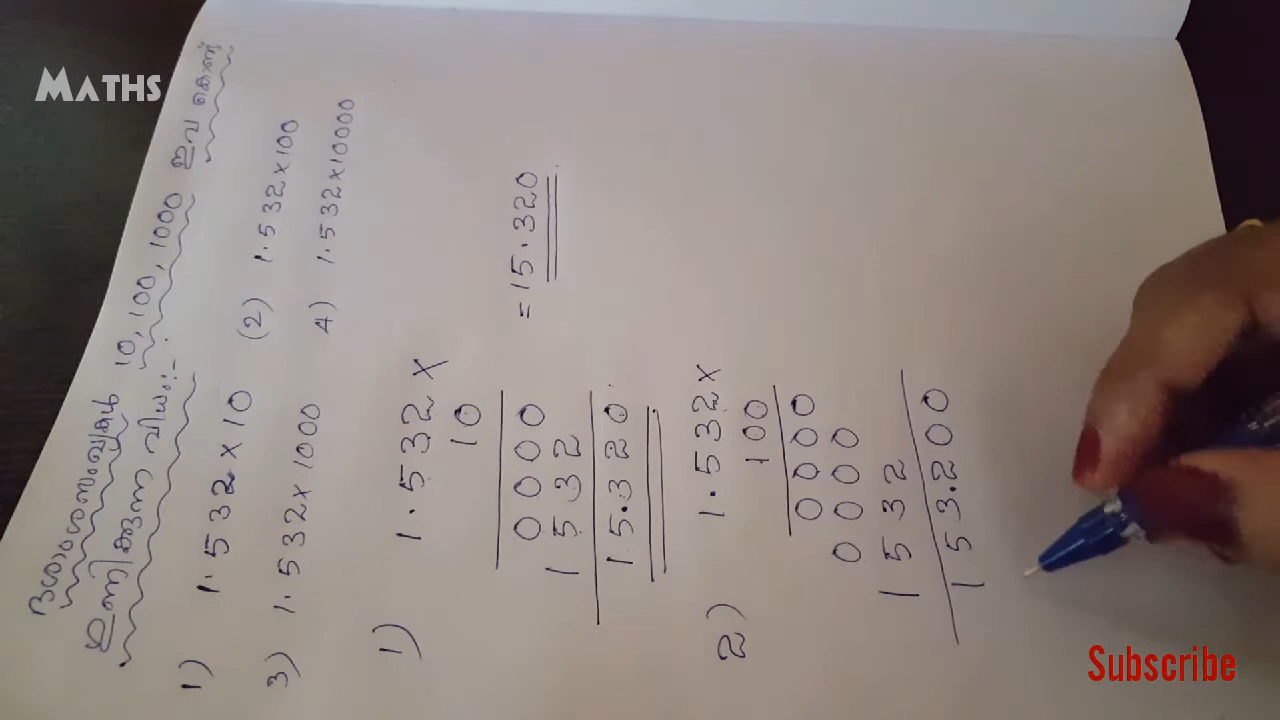 MATHS
ദശാംശസംഖ്യകളെ 10, 100, 1000 ഇവ കൊണ്ട്
ഗുണിക്കുന്ന വിധം:-
1) 1.532 × 10 (2) 1.532×100
3) 1.532×1000 4) 1.532×10000
1) 1.532 ×
10
0000 = 15.320
1532
15.320
2) 1.532×
100
0000
0000
1532
153.200
Subscribe